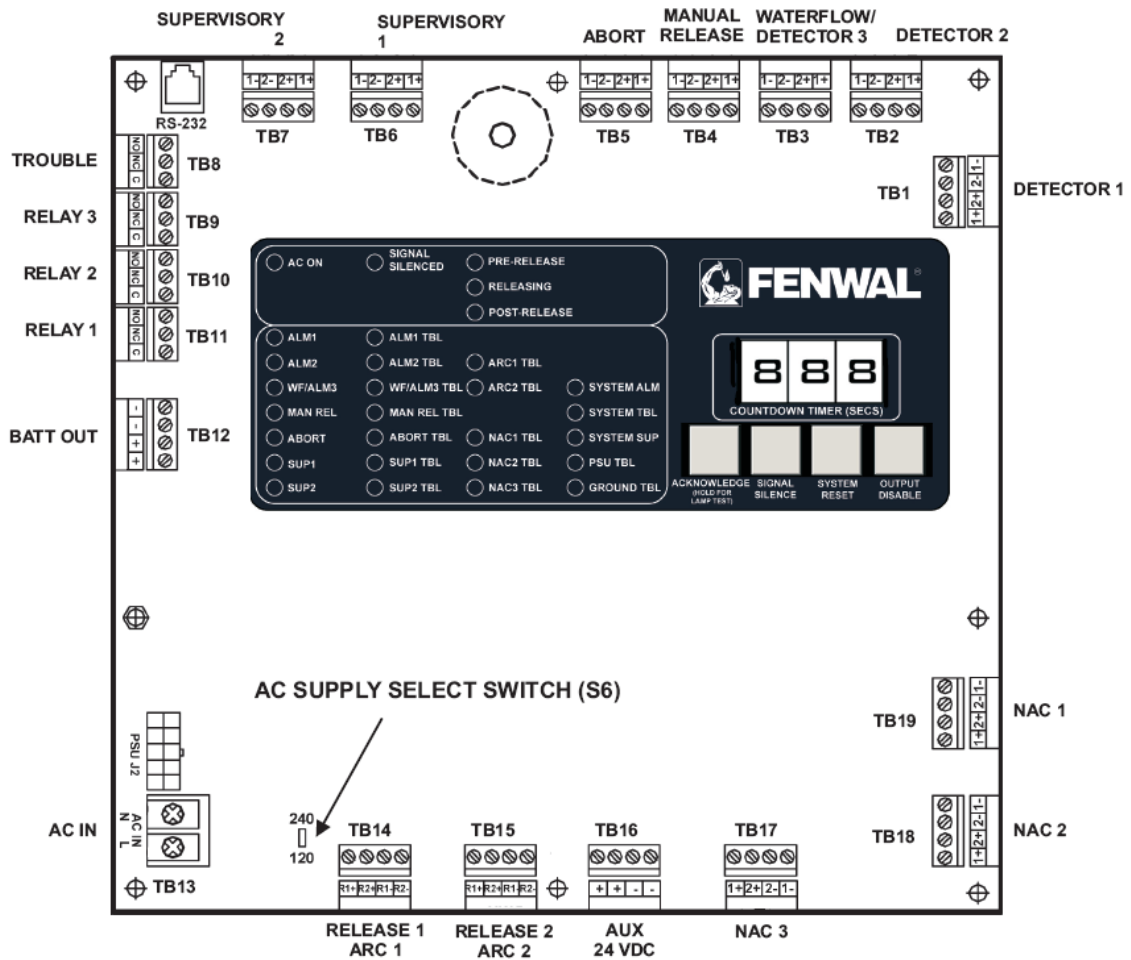 SUPERVISORY
2
SUPERVISORY
1
ABORT
MANUAL
RELEASE
WATERFLOW/
DETECTOR 3
DETECTOR 2
1- 2- 2+ 1+
1- 2- 2+ 1+
1- 2- 2+ 1+
1- 2- 2+ 1+
1- 2- 2+ 1+
1- 2- 2+ 1+
RS-232
TB7
TB6
TB5
TB4
TB3
TB2
TROUBLE
NO NC C
TB8
TB1
1+ 2+ 2- 1-
DETECTOR 1
RELAY 3
NO NC C
TB9
RELAY 2
NO NC C
TB10
RELAY 1
NO NC C
TB11
BATT OUT
- - + +
TB12
AC ON
SIGNAL
SILENCED
PRE-RELEASE
RELEASING
POST-RELEASE
FENWAL®
ALM1
ALM1 TBL
ALM2
ALM2 TBL
ARC1 TBL
WF/ALM3
WF/ALM3 TBL
ARC2 TBL
SYSTEM ALM
MAN REL
MAN REL TBL
SYSTEM TBL
ABORT
ABORT TBL
NAC1 TBL
SYSTEM SUP
SUP1
SUP1 TBL
NAC2 TBL
PSU TBL
SUP2
SUP2 TBL
NAC3 TBL
GROUND TBL
8 8 8
COUNTDOWN TIMER (SECS)
ACKNOWLEDGE
(HOLD FOR
LAMP TEST)
SIGNAL
SILENCE
SYSTEM
RESET
OUTPUT
DISABLE
AC SUPPLY SELECT SWITCH (S6)
TB19
1+ 2+ 2- 1-
NAC 1
PSU J2
AC IN
AC IN
N L
TB13
240
120
TB14
TB15
TB16
TB17
TB18
1+ 2+ 2- 1-
NAC 2
R1+ R2+ R1- R2-
R1+ R2+ R1- R2-
+ + - -
1+ 2+ 2- 1-
RELEASE 1
ARC 1
RELEASE 2
ARC 2
AUX
24 VDC
NAC 3